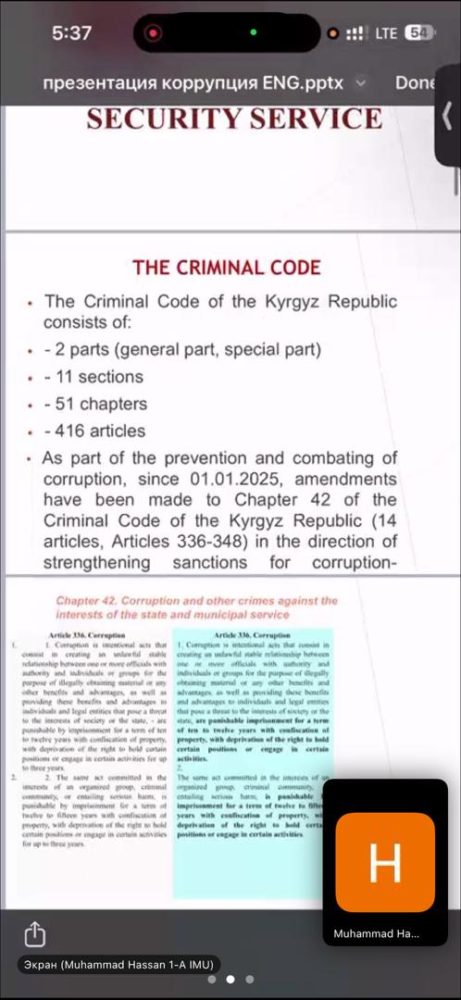 5:37
LTE
54
презентация коррупция ENG.pptx
Done
SECURITY SERVICE
THE CRIMINAL CODE
• The Criminal Code of the Kyrgyz Republic
consists of:
• - 2 parts (general part, special part)
• - 11 sections
• - 51 chapters
• - 416 articles
• As part of the prevention and combating of
corruption, since 01.01.2025, amendments
have been made to Chapter 42 of the
Criminal Code of the Kyrgyz Republic (14
articles, Articles 336-348) in the direction of
strengthening sanctions for corruption-
Chapter 42. Corruption and other crimes against the
interests of the state and municipal service
Article 336. Corruption
1. 1. Corruption is intentional acts that
consist in creating an unlawful stable
relationship between one or more officials with
authority and individuals or groups for the
purpose of illegally obtaining material or any
other benefits and advantages, as well as
providing these benefits and advantages to
individuals and legal entities that pose a threat
to the interests of society or the state, - are
punishable by imprisonment for a term of ten
to twelve years with confiscation of property,
with deprivation of the right to hold certain
positions or engage in certain activities for up
to three years.
2. 2. The same act committed in the
interests of an organized group, criminal
community, or entailing serious harm, is
punishable by imprisonment for a term of
twelve to fifteen years with confiscation of
property, with deprivation of the right to hold
certain positions or engage in certain activities
for up to three years.
Article 336. Corruption
1. Corruption is intentional acts that consist in
creating an unlawful stable relationship between
one or more officials with authority and
individuals or groups for the purpose of illegally
obtaining material or any other benefits and
advantages, as well as providing these benefits
and advantages to individuals and legal entities
that pose a threat to the interests of society or the
state, are punishable imprisonment for a term
of ten to twelve years with confiscation of
property, with deprivation of the right to hold
certain positions or engage in certain
activities.
2.
The same act committed in the interests of an
organized group, criminal community,
entailing serious harm, is punishable
imprisonment for a term of twelve to
years with confiscation of property,
deprivation of the right to hold
positions or engage in certain activities.
H
Muhammad Ha...
Экран (Muhammad Hassan 1-A IMU)